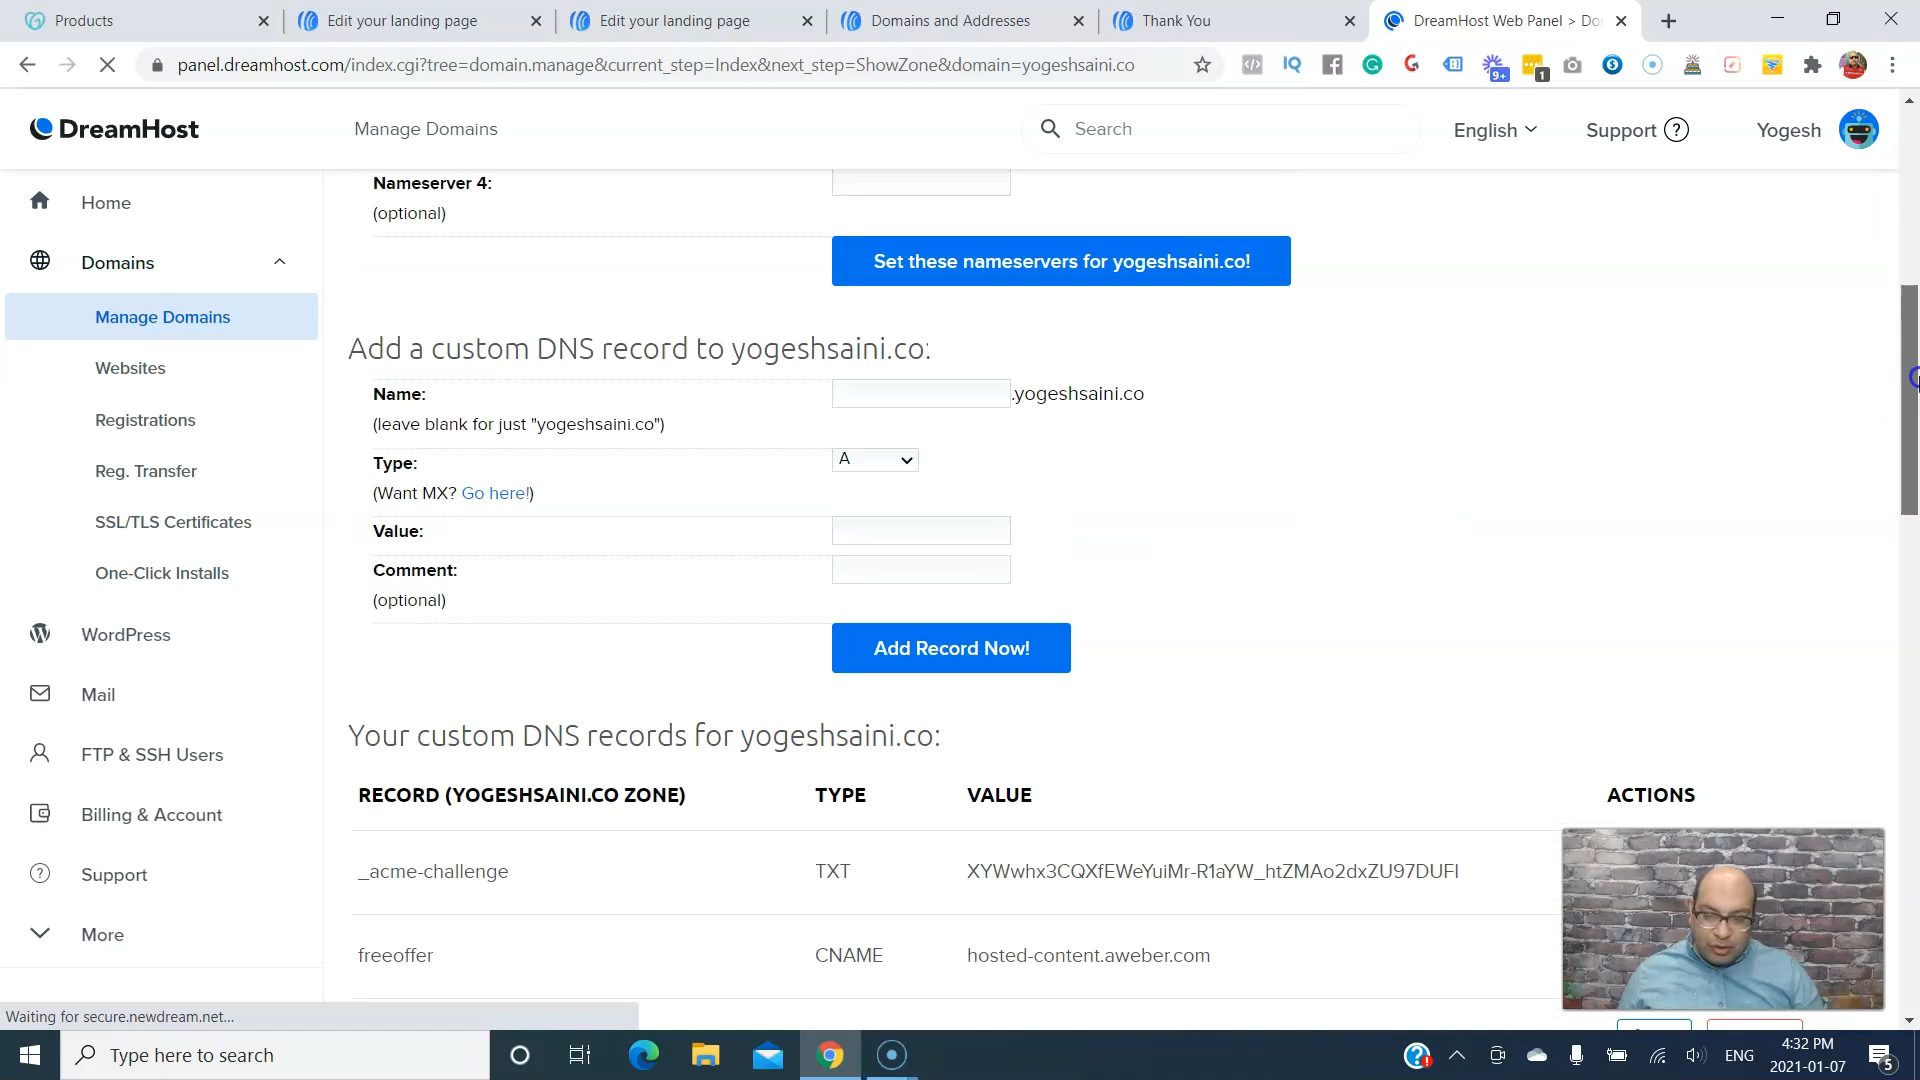 Products
Edit your landing page
Edit your landing page
Domains and Addresses
Thank You
DreamHost Web Panel > Do
panel.dreamhost.com/index.cgi?tree=domain.manage&current_step=Index&next_step=ShowZone&domain=yogeshsaini.co
IQ
9+
1
DreamHost
Manage Domains
Search
English
Support ?
Yogesh
Home
Domains
Manage Domains
Websites
Registrations
Reg. Transfer
SSL/TLS Certificates
One-Click Installs
WordPress
Mail
FTP & SSH Users
Billing & Account
Support
More
Nameserver 4:
(optional)
Set these nameservers for yogeshsaini.co!
Add a custom DNS record to yogeshsaini.co:
Name:
.yogeshsaini.co
(leave blank for just "yogeshsaini.co")
Type:
A
(Want MX? Go here!)
Value:
Comment:
(optional)
Add Record Now!
Your custom DNS records for yogeshsaini.co:
RECORD (YOGESHSAINI.CO ZONE) TYPE VALUE ACTIONS
_acme-challenge TXT XYWwhx3CQXfEWeYuiMr-R1aYW_htZMAo2dxZU97DUFI
freeoffer CNAME hosted-content.aweber.com
Waiting for secure.newdream.net...
Type here to search
ENG
4:32 PM
2021-01-07
5